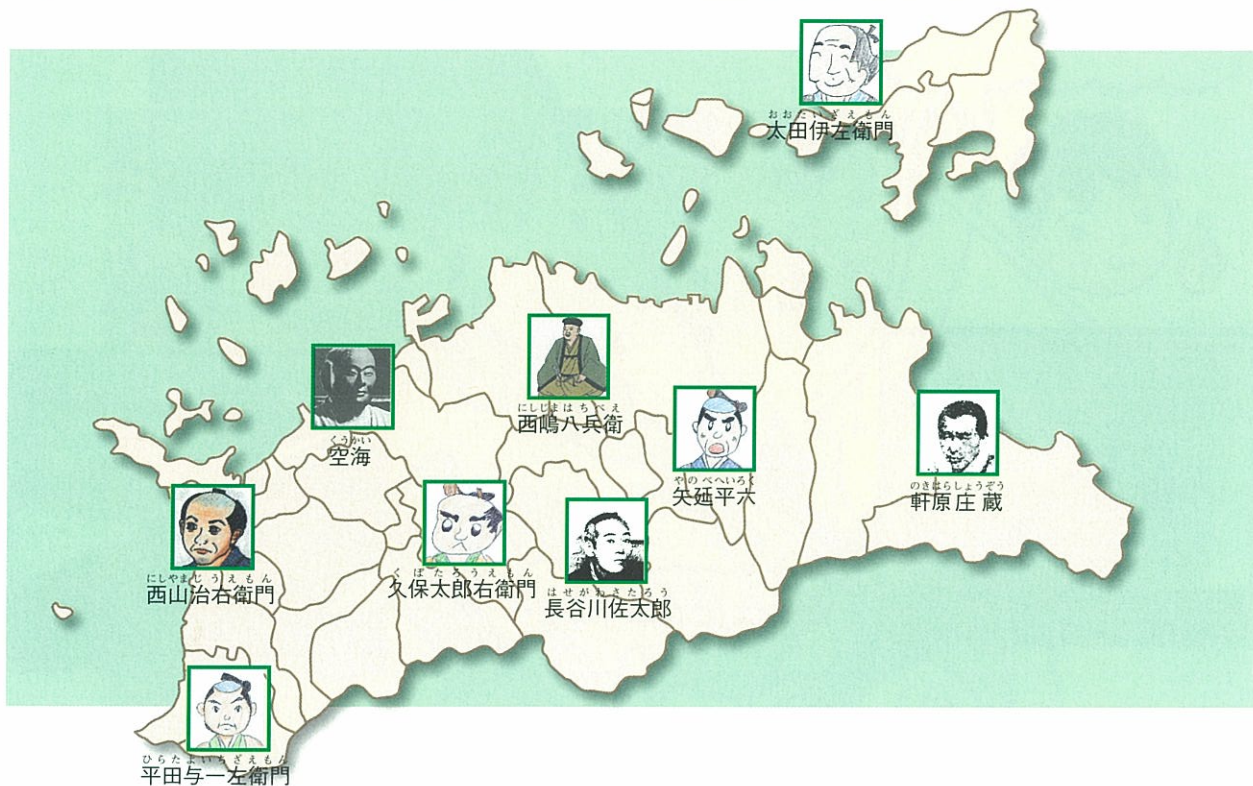 おおたいざえもん
太田伊左衛門
にしじまはちべえ
西嶋八兵衛
くうかい
空海
やのべへいろく
矢延平六
のきはらしょうぞう
軒原庄蔵
にしやまじうえもん
西山治右衛門
くぼたろうえもん
久保太郎右衛門
はせがわさたろう
長谷川佐太郎
ひらたよいちざえもん
平田与一左衛門